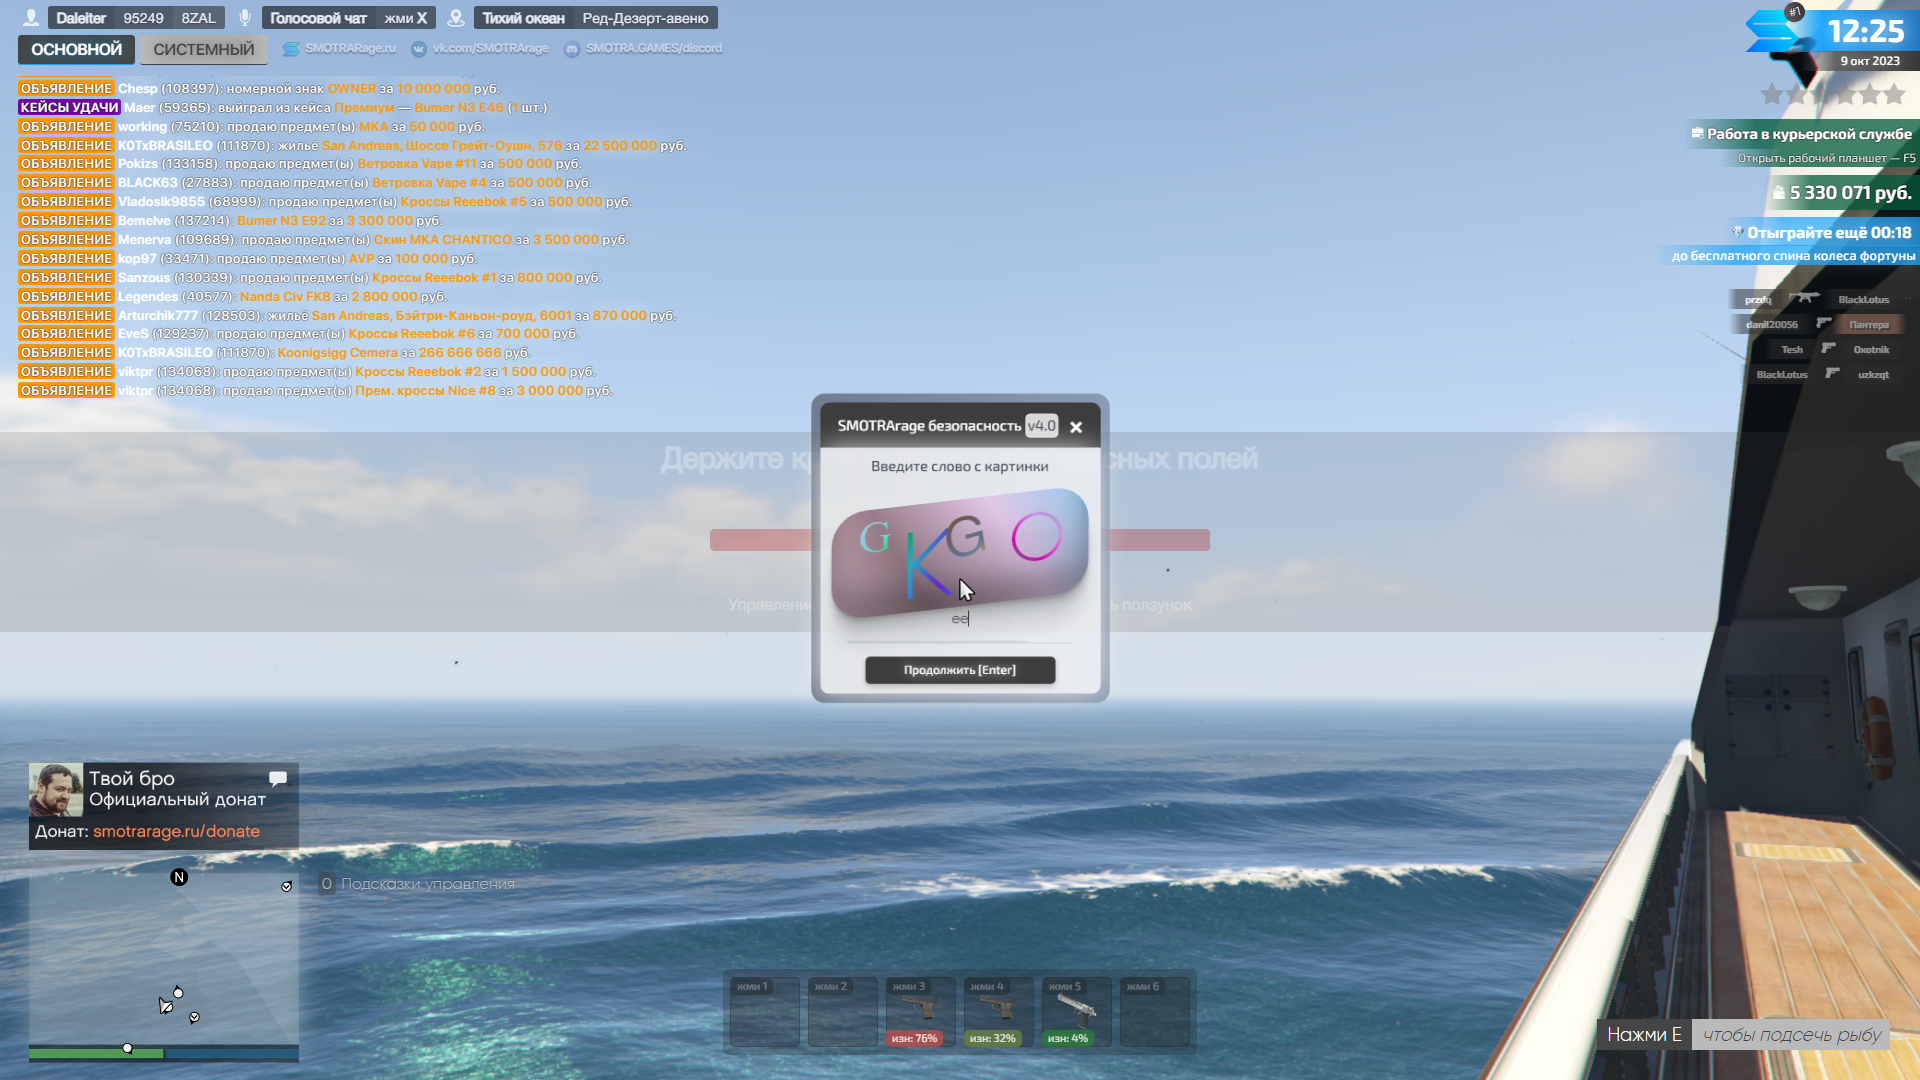 Daleiter 95249 8ZAL Голосовой чат жми X Тихий океан Ред-Дезерт-авеню
ОСНОВНОЙ СИСТЕМНЫЙ SMOTRARage.ru vk.com/SMOTRArage SMOTRA.GAMES/discord
ОБЪЯВЛЕНИЕ Chesp (108397): номерной знак OWNER за 10 000 000 руб.
КЕЙСЫ УДАЧИ Maer (59365): выйграл из кейса Премиум — Bumer N3 E46 (1 шт.)
ОБЪЯВЛЕНИЕ working (75210): продаю предмет(ы) МКА за 50 000 руб.
ОБЪЯВЛЕНИЕ K0TxBRASILEO (111870): жильё San Andreas, Шоссе Грейт-Оушн, 576 за 22 500 000 руб.
ОБЪЯВЛЕНИЕ Pokizs (133158): продаю предмет(ы) Ветровка Vape #11 за 500 000 руб.
ОБЪЯВЛЕНИЕ BLACK63 (27883): продаю предмет(ы) Ветровка Vape #4 за 500 000 руб.
ОБЪЯВЛЕНИЕ Vladosik9855 (68999): продаю предмет(ы) Кроссы Reeebok #5 за 500 000 руб.
ОБЪЯВЛЕНИЕ Bemelve (137214): Bumer N3 E92 за 3 300 000 руб.
ОБЪЯВЛЕНИЕ Menerva (109689): продаю предмет(ы) Скин МКА CHANTICO за 3 500 000 руб.
ОБЪЯВЛЕНИЕ kop97 (33471): продаю предмет(ы) AVP за 100 000 руб.
ОБЪЯВЛЕНИЕ Sanzous (130339): продаю предмет(ы) Кроссы Reeebok #1 за 800 000 руб.
ОБЪЯВЛЕНИЕ Legendes (40577): Nanda Civ FK8 за 2 800 000 руб.
ОБЪЯВЛЕНИЕ Arturchik777 (128503): жильё San Andreas, Бэйтри-Каньон-роуд, 6001 за 870 000 руб.
ОБЪЯВЛЕНИЕ EveS (129237): продаю предмет(ы) Кроссы Reeebok #6 за 700 000 руб.
ОБЪЯВЛЕНИЕ K0TxBRASILEO (111870): Koonigsigg Cemera за 266 666 666 руб.
ОБЪЯВЛЕНИЕ viktpr (134068): продаю предмет(ы) Кроссы Reeebok #2 за 1 500 000 руб.
ОБЪЯВЛЕНИЕ viktpr (134068): продаю предмет(ы) Прем. кроссы Nice #8 за 3 000 000 руб.
#1
12:25
9 окт 2023
Работа в курьерской службе
Открыть рабочий планшет — F5
5 330 071 руб.
Отыграйте ещё 00:18
до бесплатного спина колеса фортуны
przdq BlackLotus
danil20056 Пантера
Tesh Oxotnik
BlackLotus uzkzqt
Держите полей
SMOTRArage безопасность v4.0
Введите слово с картинки
G K G O
ee
Продолжить [Enter]
Управление ползунок
Твой бро
Официальный донат
Донат: smotrarage.ru/donate
N
O Подсказки управления
жми 1 жми 2 жми 3 жми 4 жми 5 жми 6
изн: 76% изн: 32% изн: 4%
Нажми E чтобы подсечь рыбу